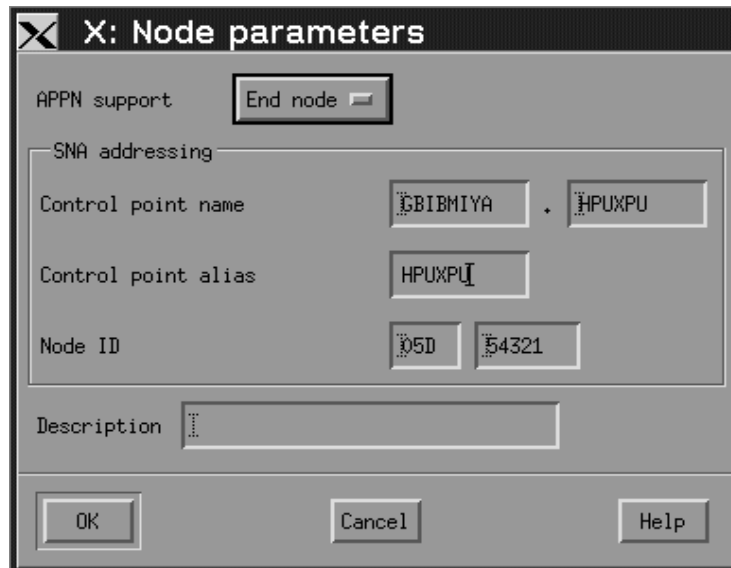 X: Node parameters
APPN support End node
SNA addressing
Control point name GBIBMIYA . HPUXPU
Control point alias HPUXPU
Node ID 05D 54321
Description
OK Cancel Help